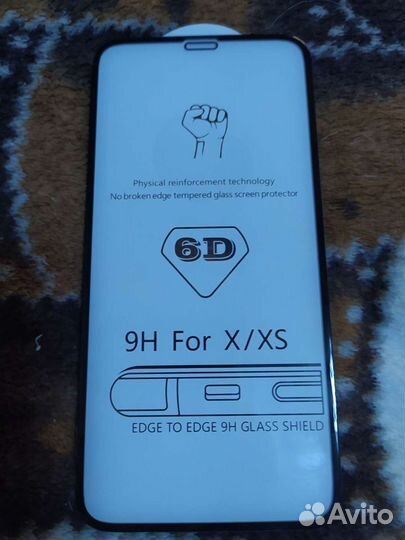 Physical reinforcement technology
No broken edge tempered glass screen protector
6D
9H For X/XS
EDGE TO EDGE 9H GLASS SHIELD
Avito